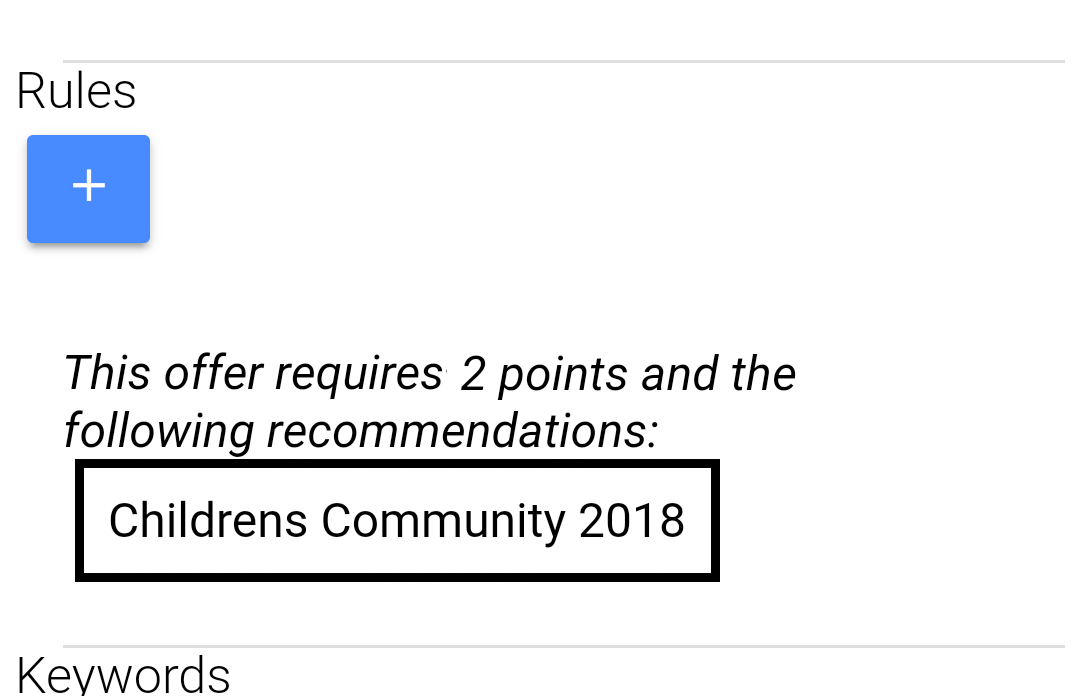 Rules
+
This offer requires 2 points and the
following recommendations:
Childrens Community 2018
Keywords